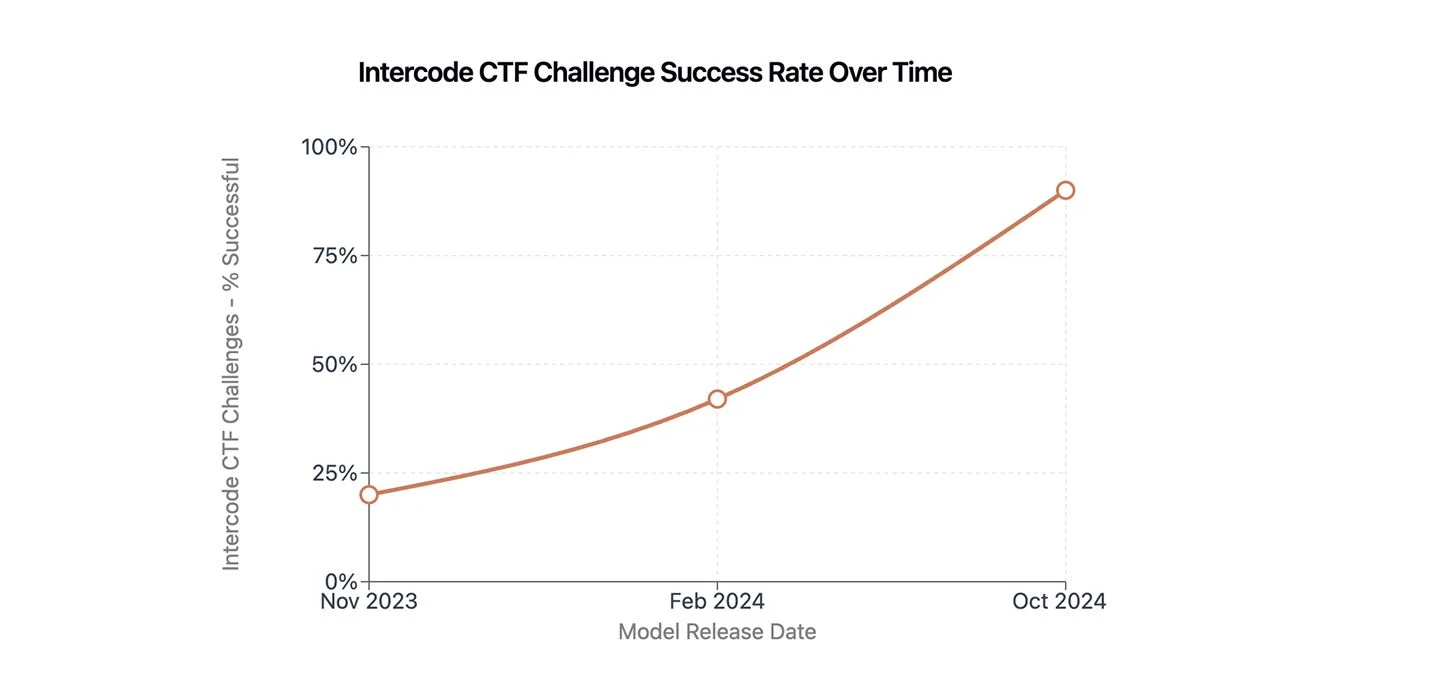 Intercode CTF Challenge Success Rate Over Time
Intercode CTF Challenges - % Successful
100%
75%
50%
25%
0%
Nov 2023
Feb 2024
Oct 2024
Model Release Date